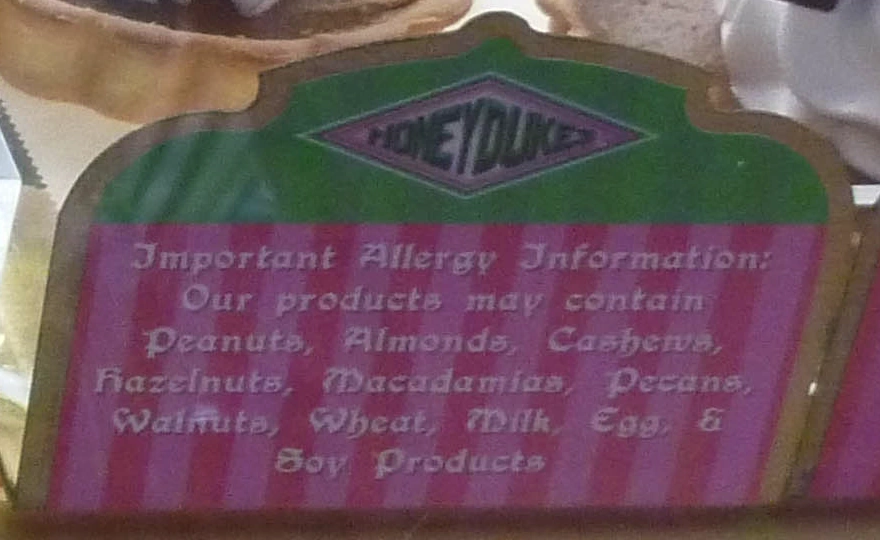 HONEYDUKES
Important Allergy Information:
Our products may contain
Peanuts, Almonds, Cashews,
Hazelnuts, Macadamias, Pecans,
Walnuts, Wheat, Milk, Egg, &
Soy Products